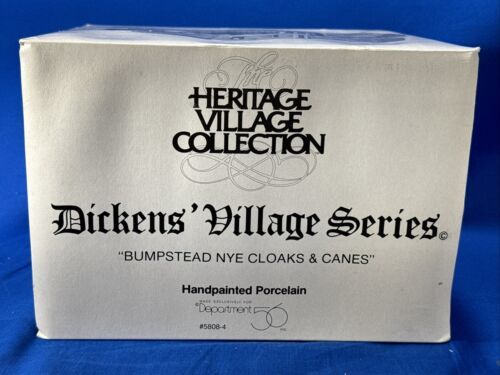 The
HERITAGE
VILLAGE
COLLECTION
Dickens' Village Series©
"BUMPSTEAD NYE CLOAKS & CANES"
Handpainted Porcelain
MADE EXCLUSIVELY FOR
©Department 56 INC.
#5808-4